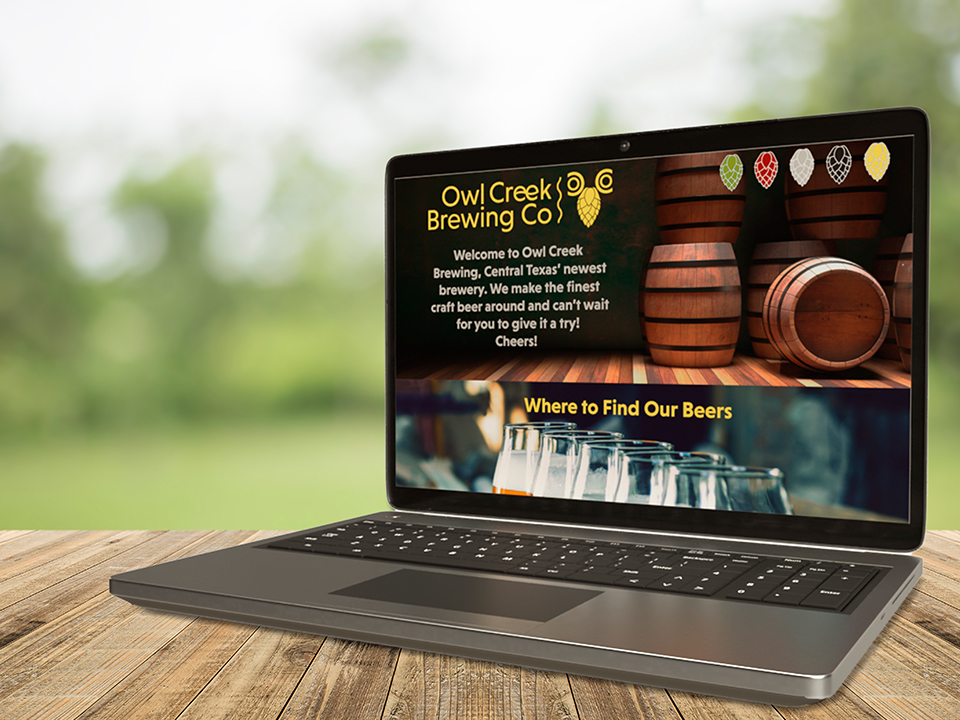 Owl Creek
Brewing Co
Welcome to Owl Creek
Brewing, Central Texas' newest
brewery. We make the finest
craft beer around and can't wait
for you to give it a try!
Cheers!
Where to Find Our Beers